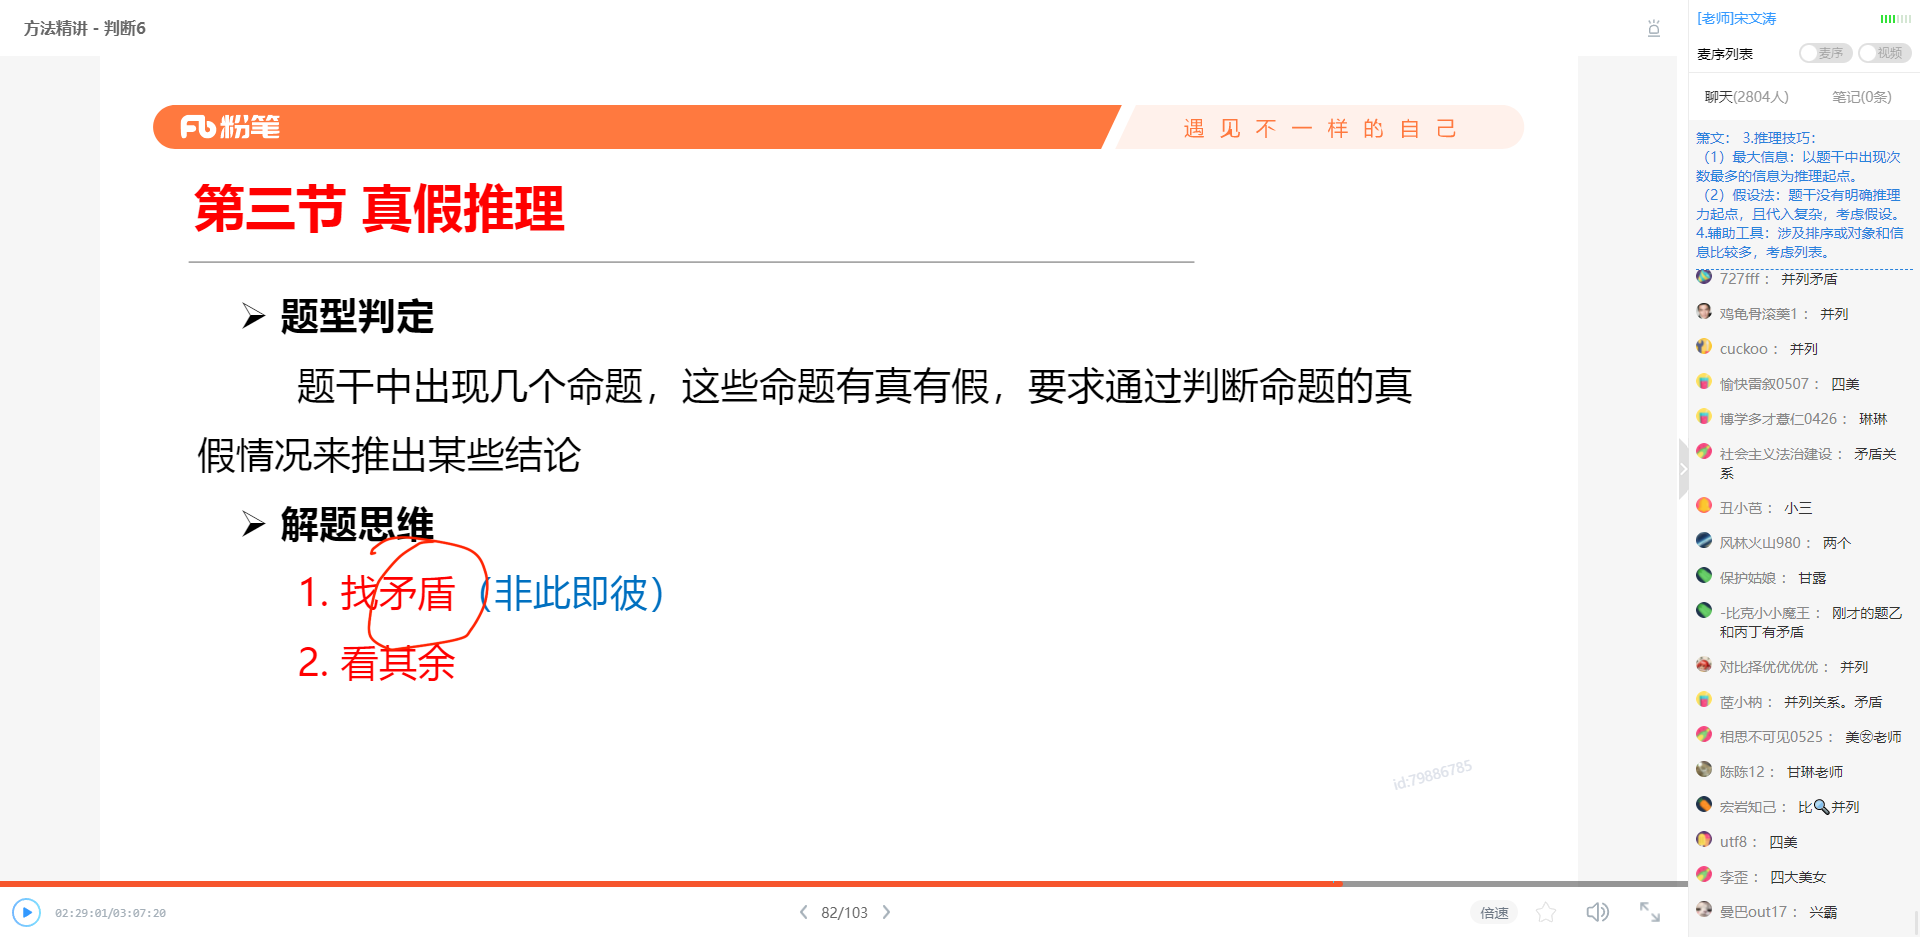 方法精讲 - 判断6
粉笔
遇见不一样的自己
第三节 真假推理
➢ 题型判定
题干中出现几个命题，这些命题有真有假，要求通过判断命题的真
假情况来推出某些结论
➢ 解题思维
1. 找矛盾（非此即彼）
2. 看其余
id:79886785
02:29:01/03:07:20
82/103
倍速
[老师]宋文涛
麦序列表
麦序
视频
聊天(2804人)
笔记(0条)
箫文： 3.推理技巧：
（1）最大信息：以题干中出现次
数最多的信息为推理起点。
（2）假设法：题干没有明确推理
力起点，且代入复杂，考虑假设。
4.辅助工具：涉及排序或对象和信
息比较多，考虑列表。
727fff： 并列矛盾
鸡龟骨滚羹1： 并列
cuckoo： 并列
愉快雷叙0507： 四美
博学多才薏仁0426： 琳琳
社会主义法治建设： 矛盾关
系
丑小芭： 小三
风林火山980： 两个
保护姑娘： 甘露
-比克小小魔王： 刚才的题乙
和丙丁有矛盾
对比择优优优优： 并列
茝小枘： 并列关系。矛盾
相思不可见0525： 美㊛老师
陈陈12： 甘琳老师
宏岩知己： 比🔍并列
utf8： 四美
李歪： 四大美女
曼巴out17： 兴霸